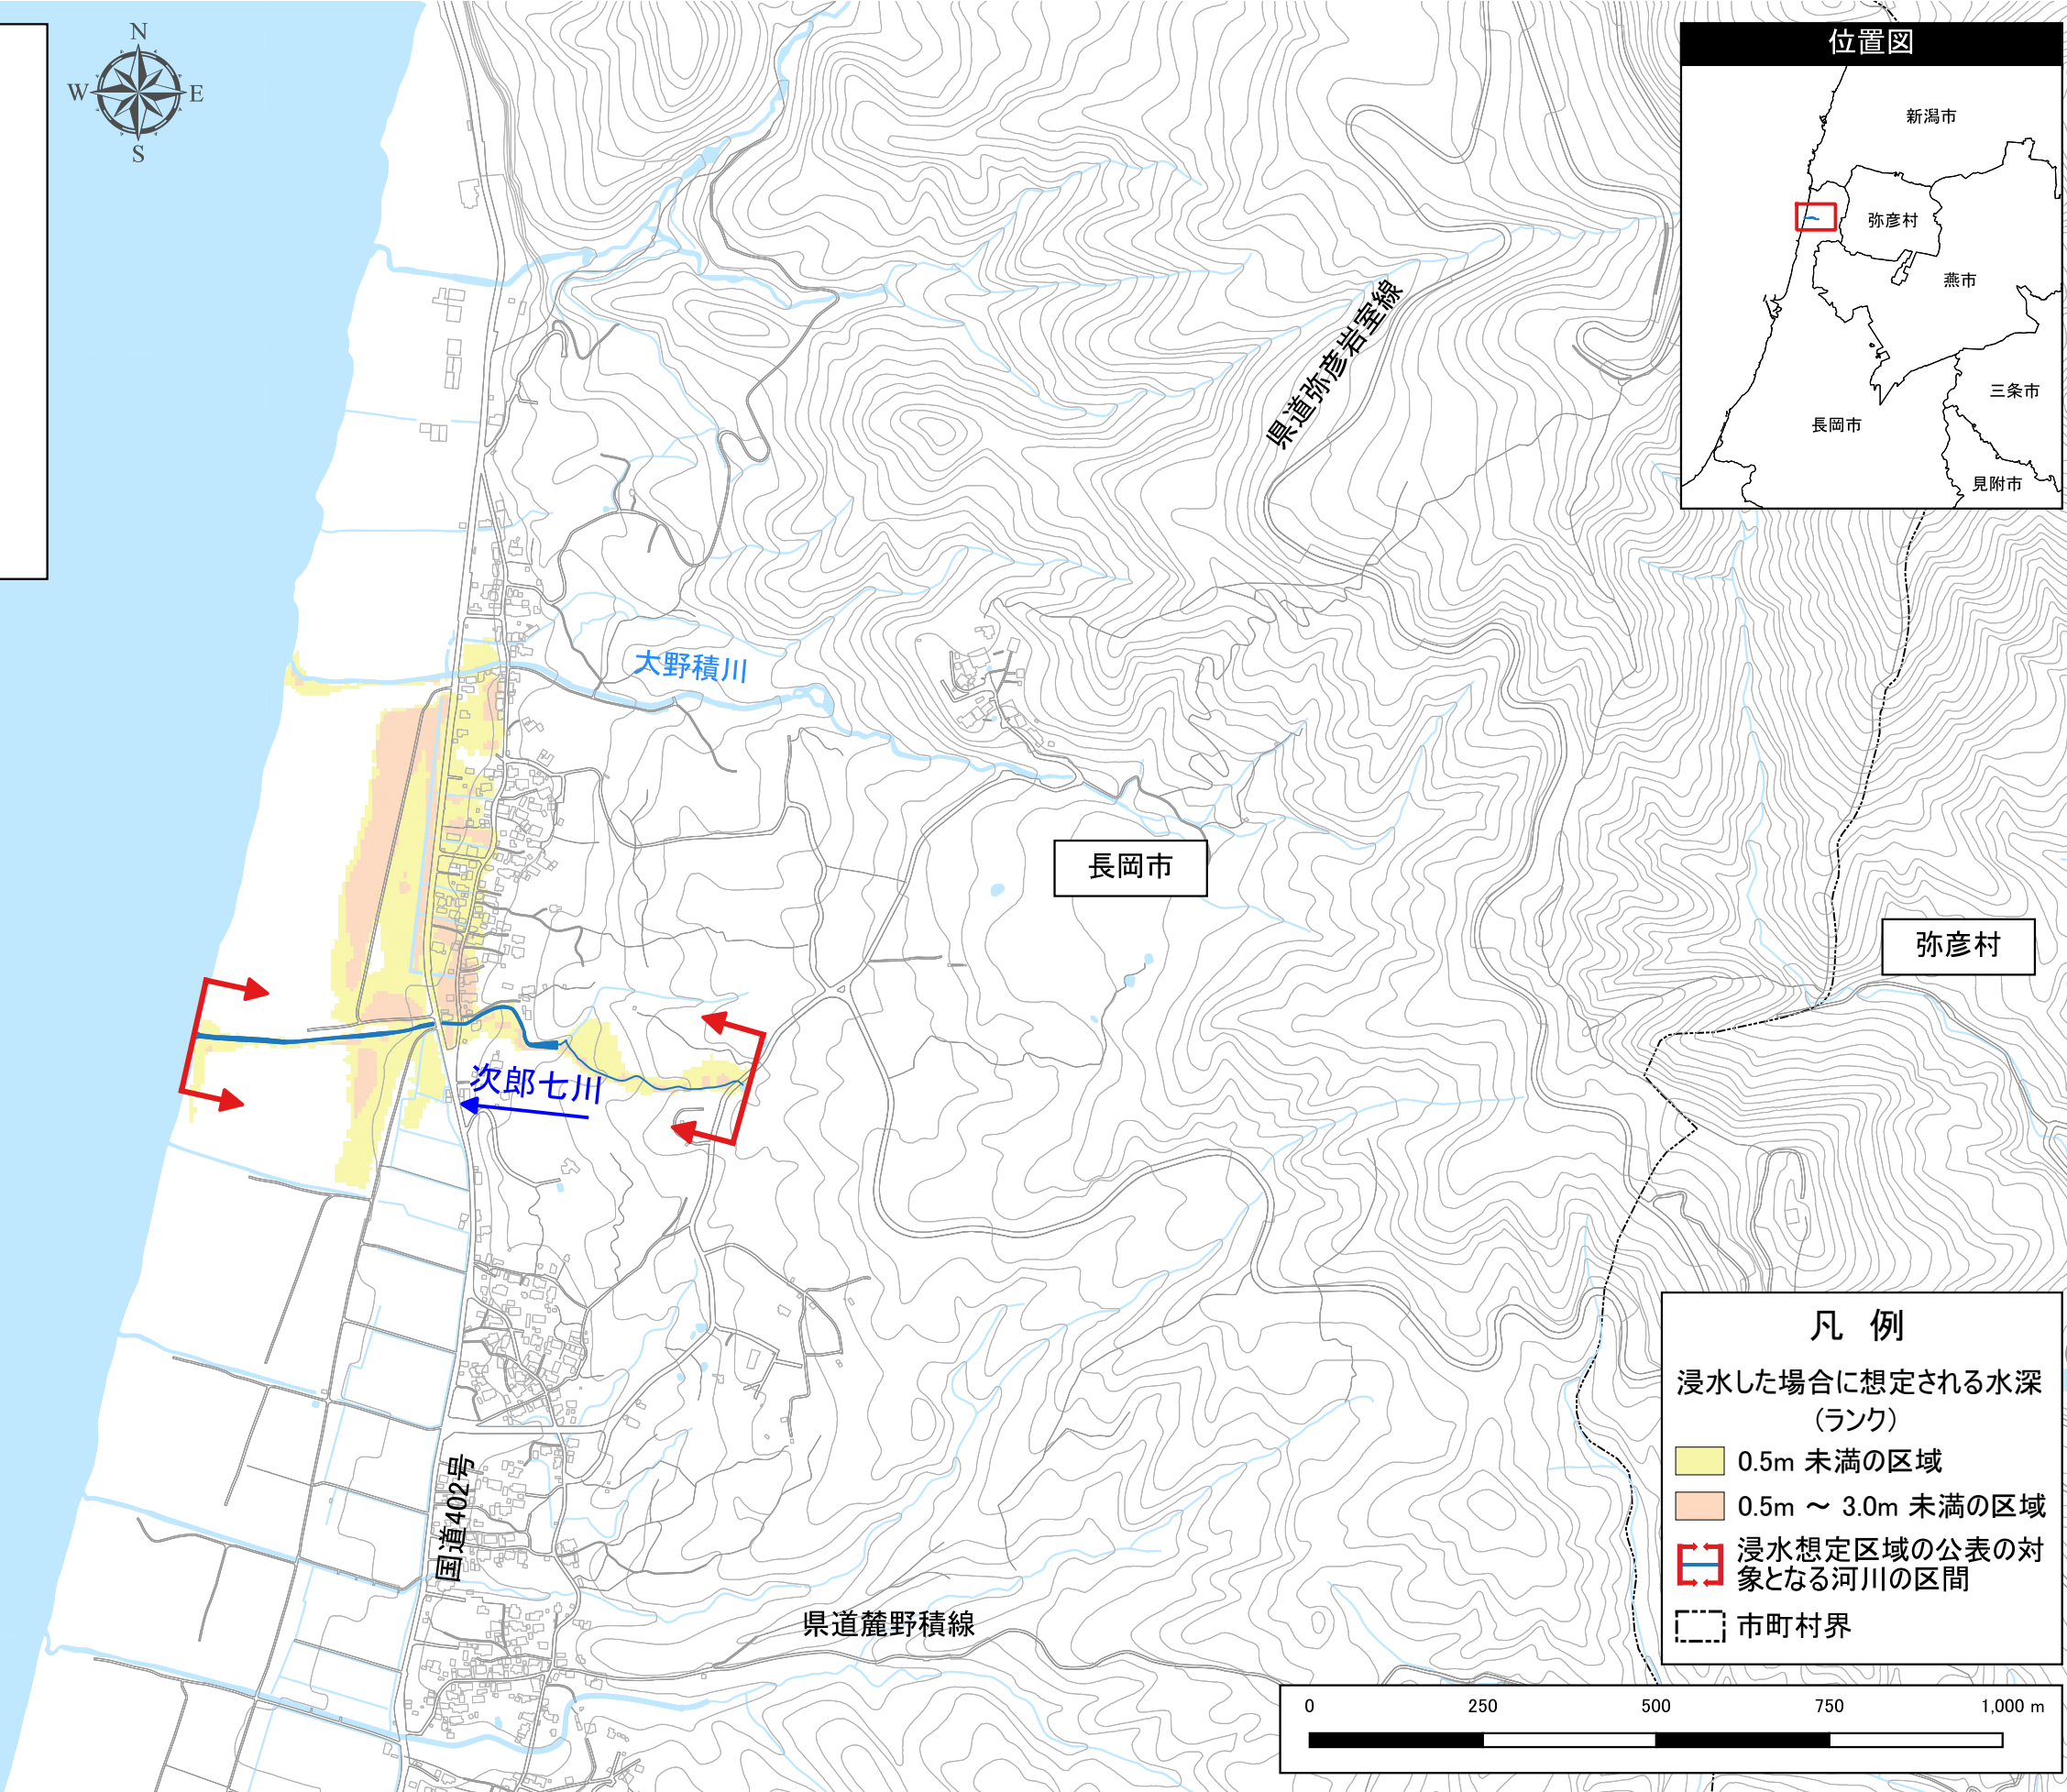 N
W
E
S
位置図
新潟市
弥彦村
燕市
三条市
長岡市
見附市
県道弥彦岩室線
大野積川
長岡市
弥彦村
次郎七川
国道402号
県道麓野積線
凡 例
浸水した場合に想定される水深
(ランク)
0.5m 未満の区域
0.5m ～ 3.0m 未満の区域
浸水想定区域の公表の対
象となる河川の区間
市町村界
0 250 500 750 1,000 m